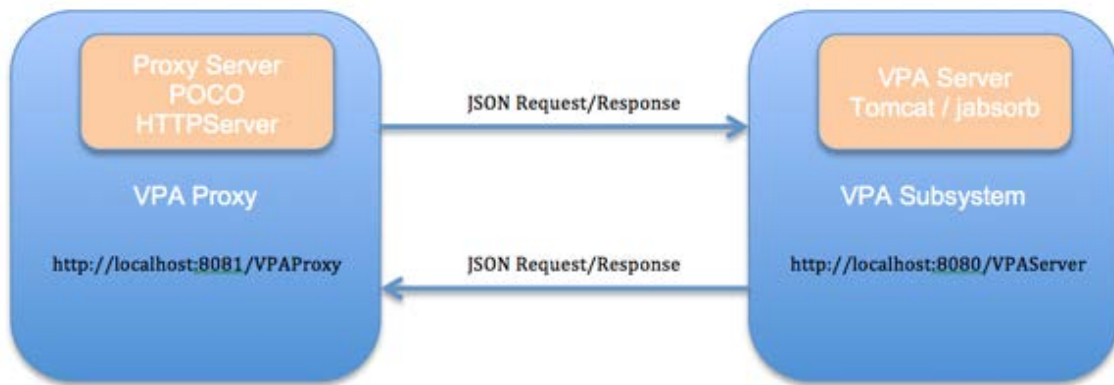 Proxy Server
POCO
HTTPServer
VPA Proxy
http://localhost:8081/VPAProxy
JSON Request/Response
JSON Request/Response
VPA Server
Tomcat / jabsorb
VPA Subsystem
http://localhost:8080/VPAServer